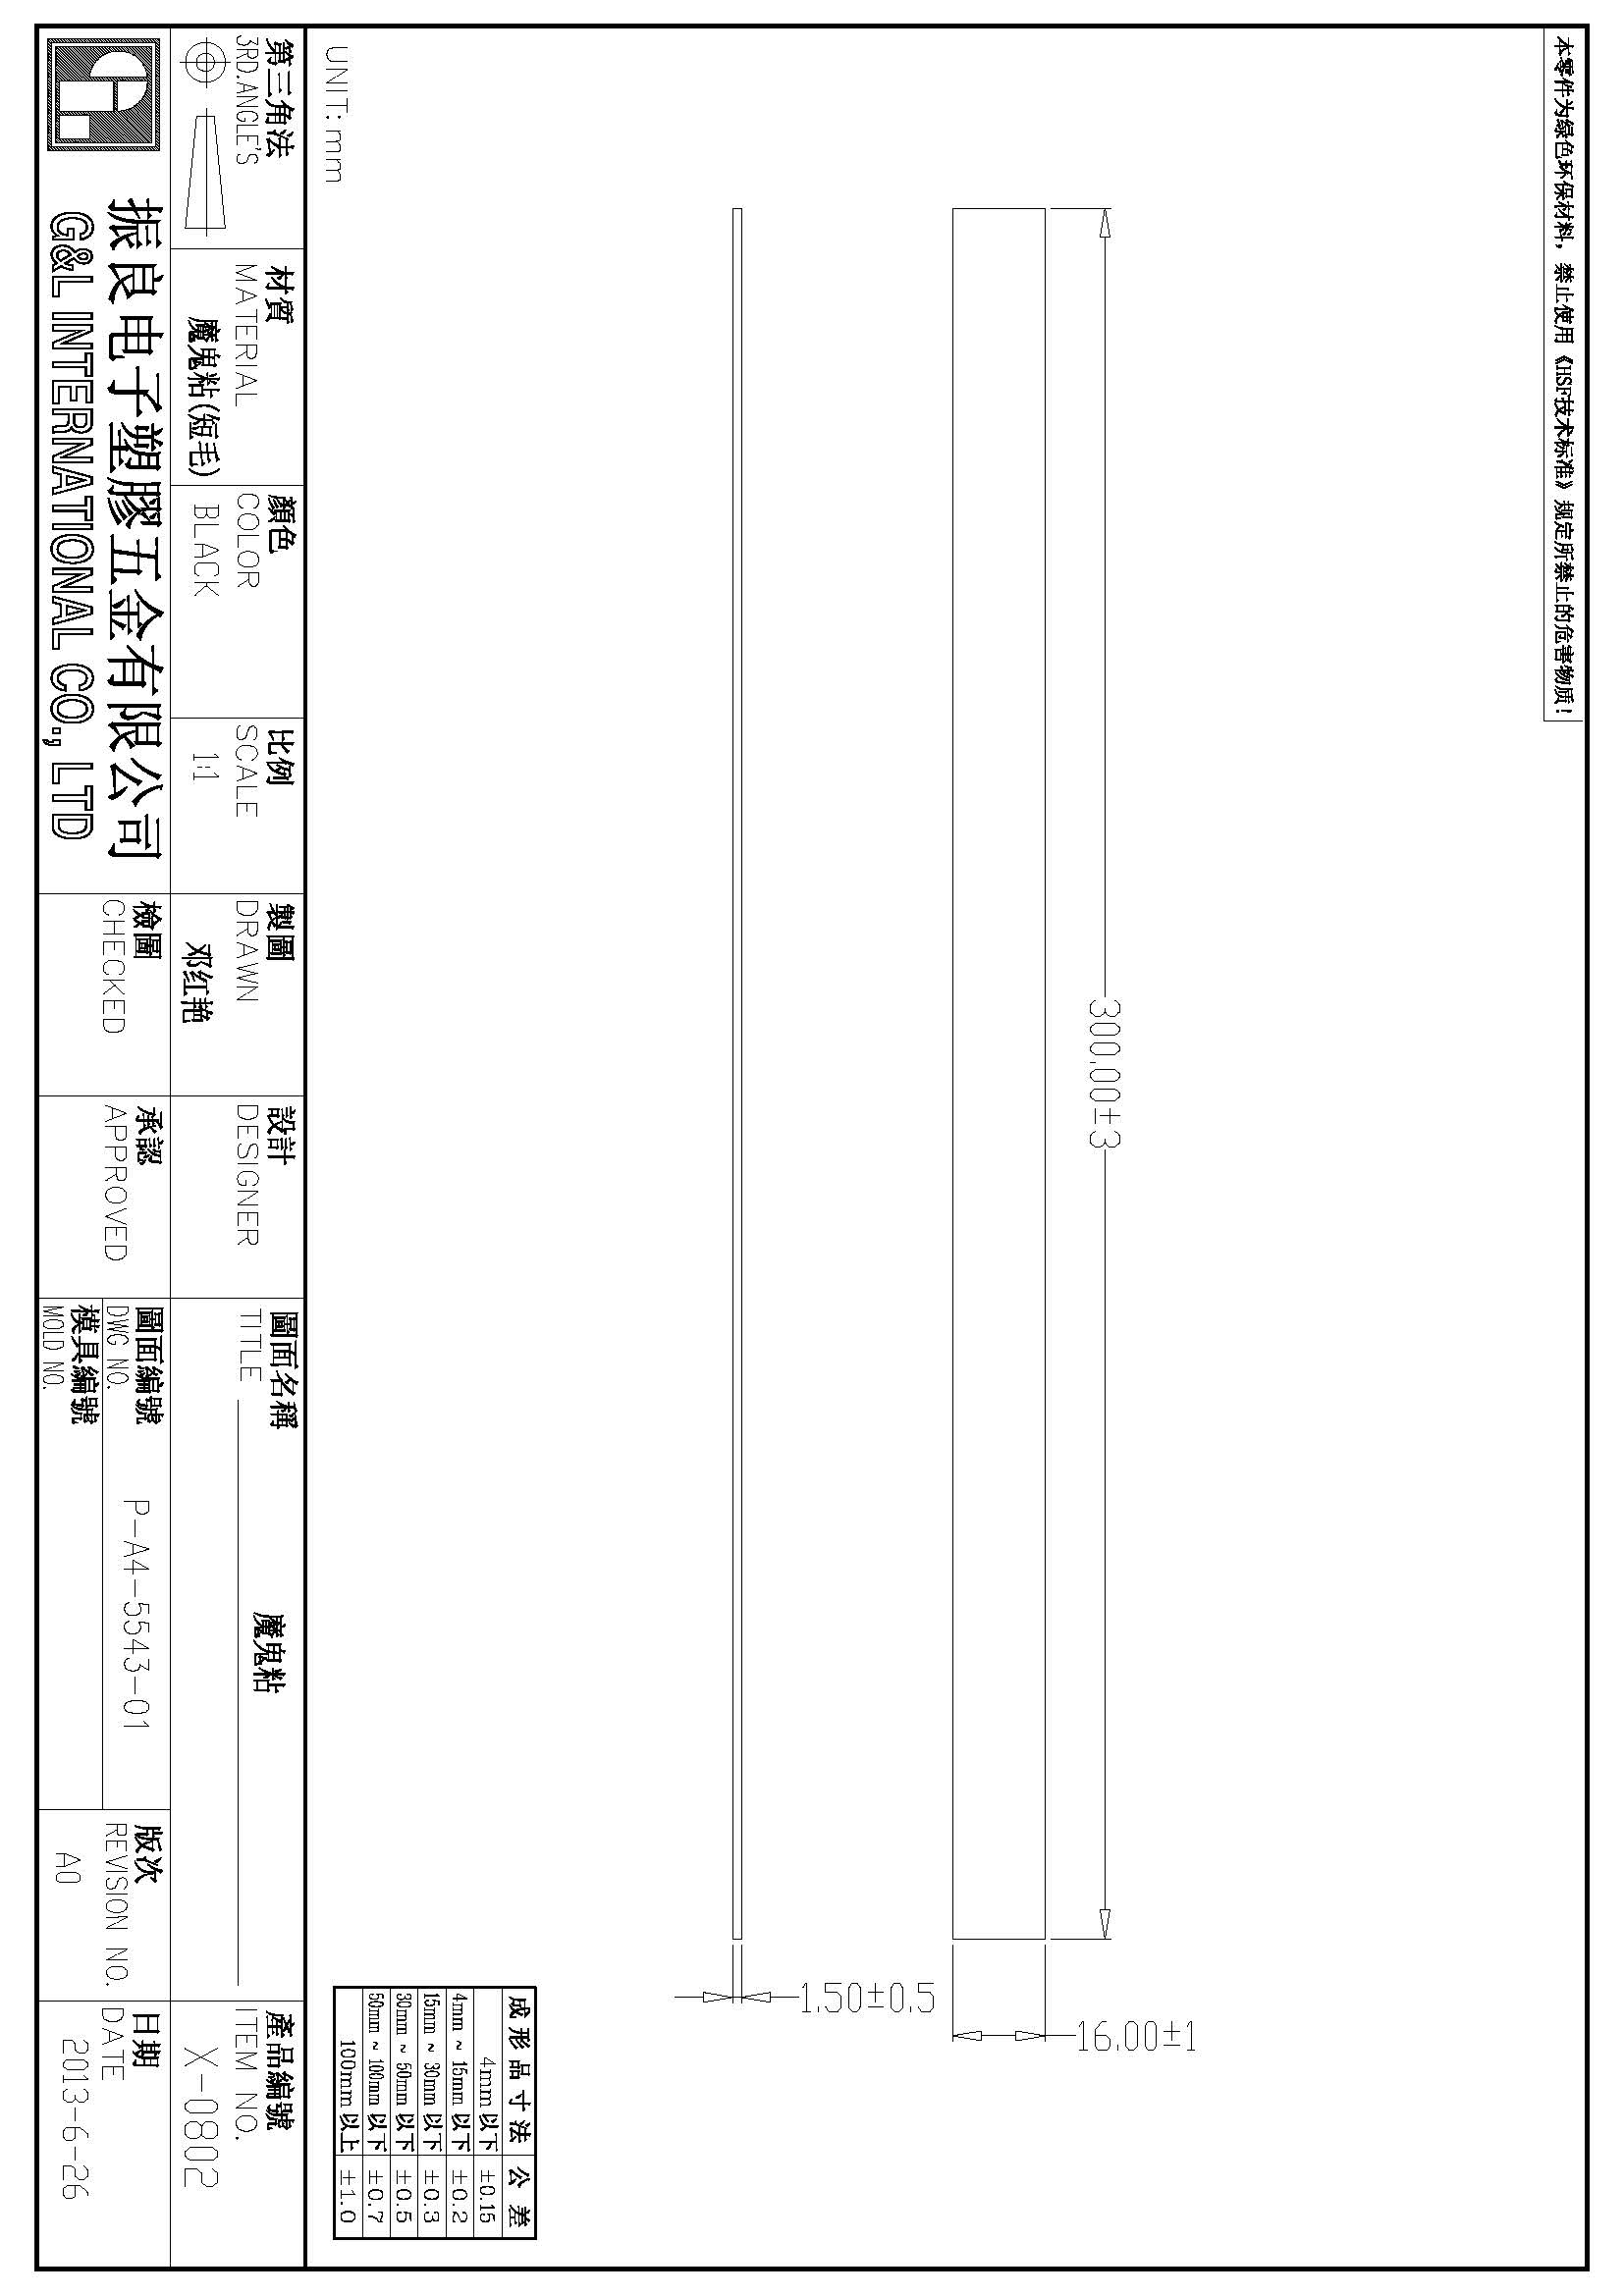 本零件为绿色环保材料，禁止使用《HSF技术标准》规定所禁止的危害物质！
300.00±3
16.00±1
1.50±0.5
成形品寸法 公差
4mm以下 ±0.15
4mm ~ 15mm 以下 ±0.2
15mm ~ 30mm 以下 ±0.3
30mm ~ 50mm 以下 ±0.5
50mm ~ 100mm 以下 ±0.7
100mm以上 ±1.0
UNIT: mm
第三角法
3RD.ANGLE'S
材質
MATERIAL
魔鬼粘(短毛)
顏色
COLOR
BLACK
比例
SCALE
1:1
製圖
DRAWN
邓红艳
設計
DESIGNER
圖面名稱
TITLE
魔鬼粘
產品編號
ITEM NO.
X-0802
振良电子塑膠五金有限公司
G&L INTERNATIONAL CO., LTD
檢圖
CHECKED
承認
APPROVED
圖面編號
DWG NO.
P-A4-5543-01
模具編號
MOLD NO.
版次
REVISION NO.
A0
日期
DATE
2013-6-26